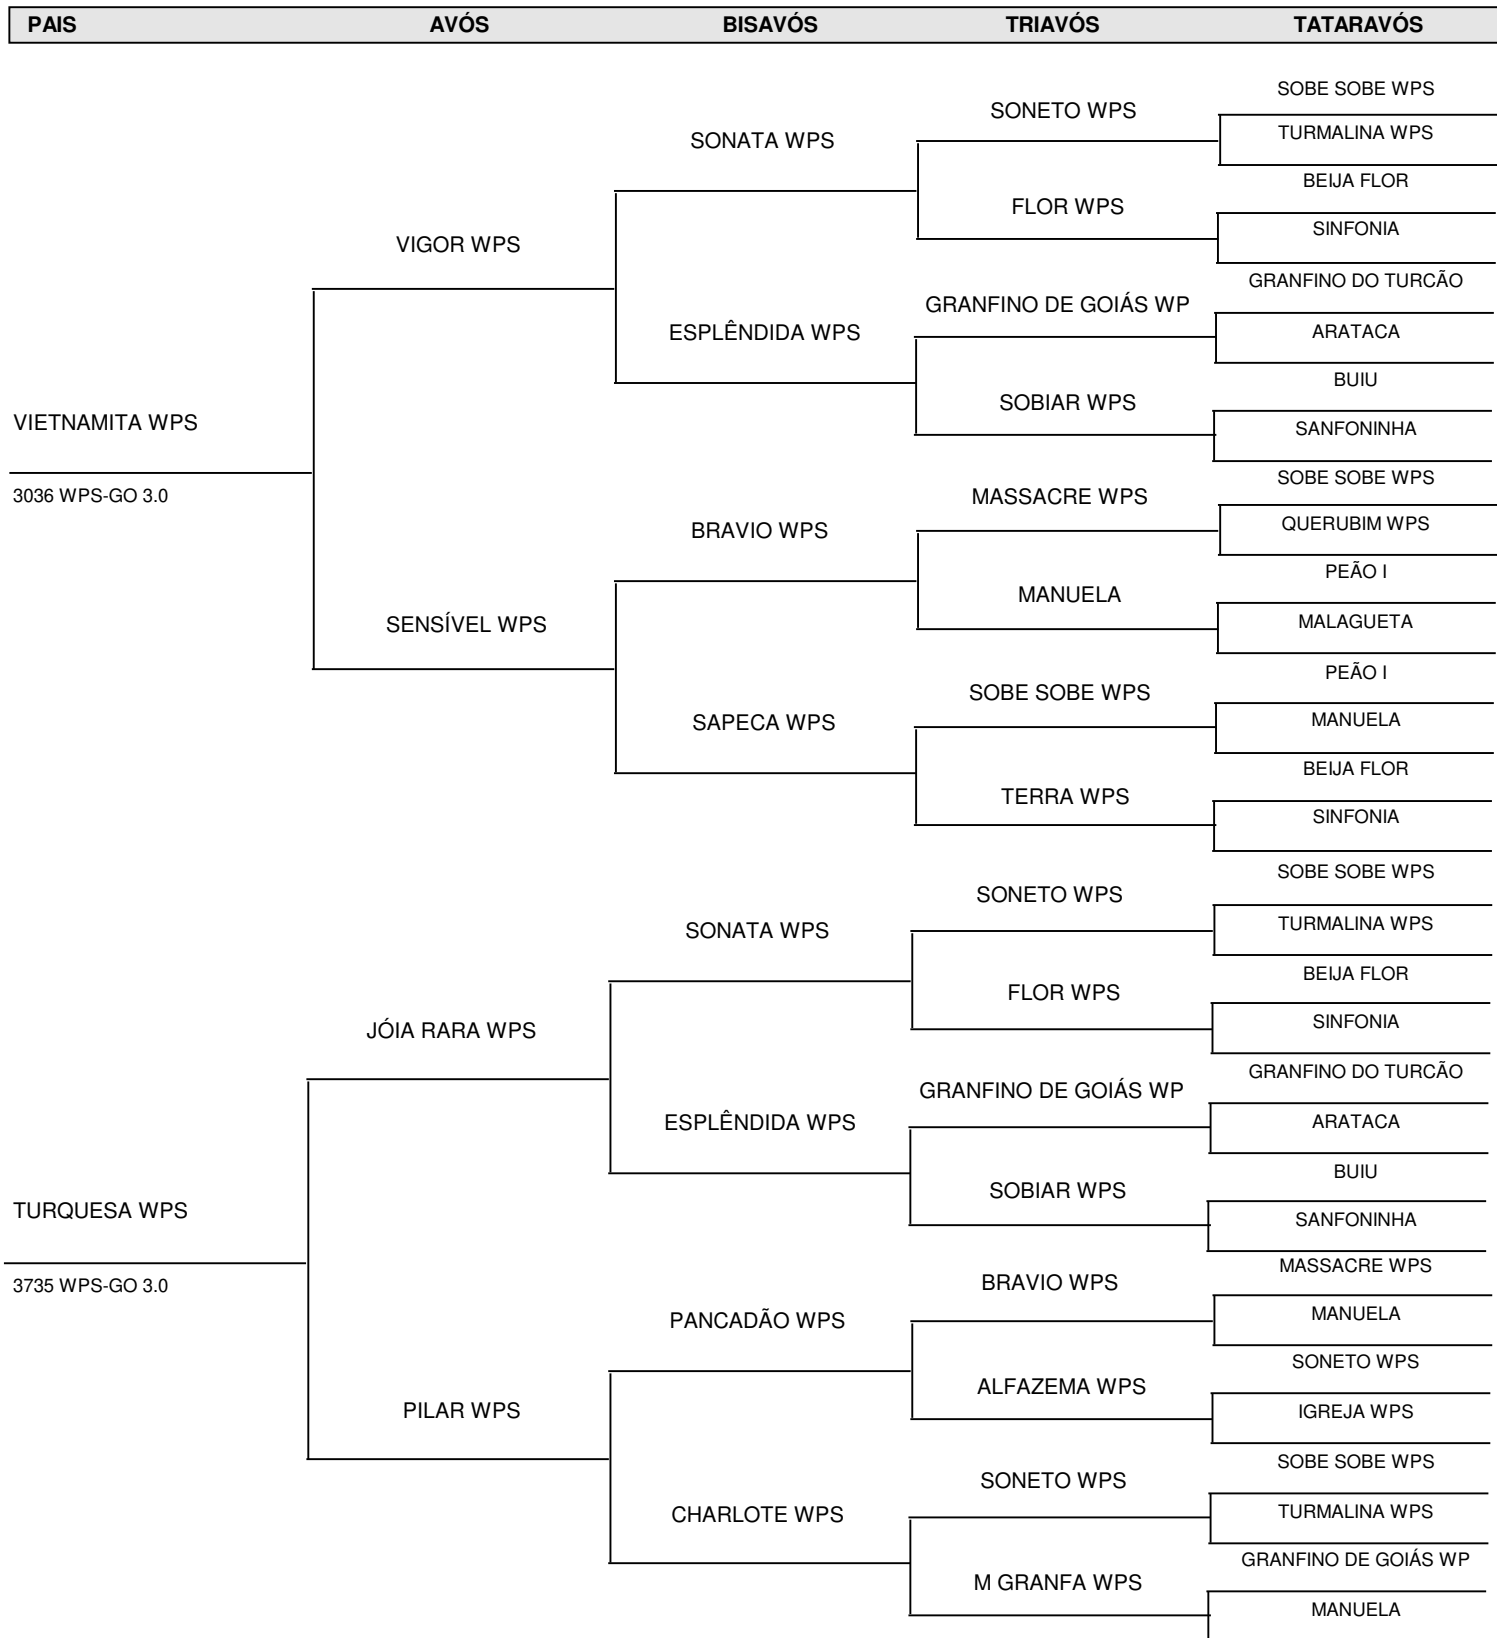 PAIS AVÓS BISAVÓS TRIAVÓS TATARAVÓS
SOBE SOBE WPS
SONETO WPS
TURMALINA WPS
SONATA WPS
BEIJA FLOR
FLOR WPS
SINFONIA
VIGOR WPS
GRANFINO DO TURCÃO
GRANFINO DE GOIÁS WP
ESPLÊNDIDA WPS
ARATACA
BUIU
SOBIAR WPS
VIETNAMITA WPS
SANFONINHA
SOBE SOBE WPS
3036 WPS-GO 3.0
MASSACRE WPS
BRAVIO WPS
QUERUBIM WPS
PEÃO I
MANUELA
SENSÍVEL WPS
MALAGUETA
PEÃO I
SOBE SOBE WPS
SAPECA WPS
MANUELA
BEIJA FLOR
TERRA WPS
SINFONIA
SOBE SOBE WPS
SONETO WPS
SONATA WPS
TURMALINA WPS
BEIJA FLOR
FLOR WPS
JÓIA RARA WPS
SINFONIA
GRANFINO DO TURCÃO
GRANFINO DE GOIÁS WP
ESPLÊNDIDA WPS
ARATACA
BUIU
SOBIAR WPS
TURQUESA WPS
SANFONINHA
MASSACRE WPS
3735 WPS-GO 3.0
BRAVIO WPS
PANCADÃO WPS
MANUELA
SONETO WPS
ALFAZEMA WPS
PILAR WPS
IGREJA WPS
SOBE SOBE WPS
SONETO WPS
CHARLOTE WPS
TURMALINA WPS
GRANFINO DE GOIÁS WP
M GRANFA WPS
MANUELA